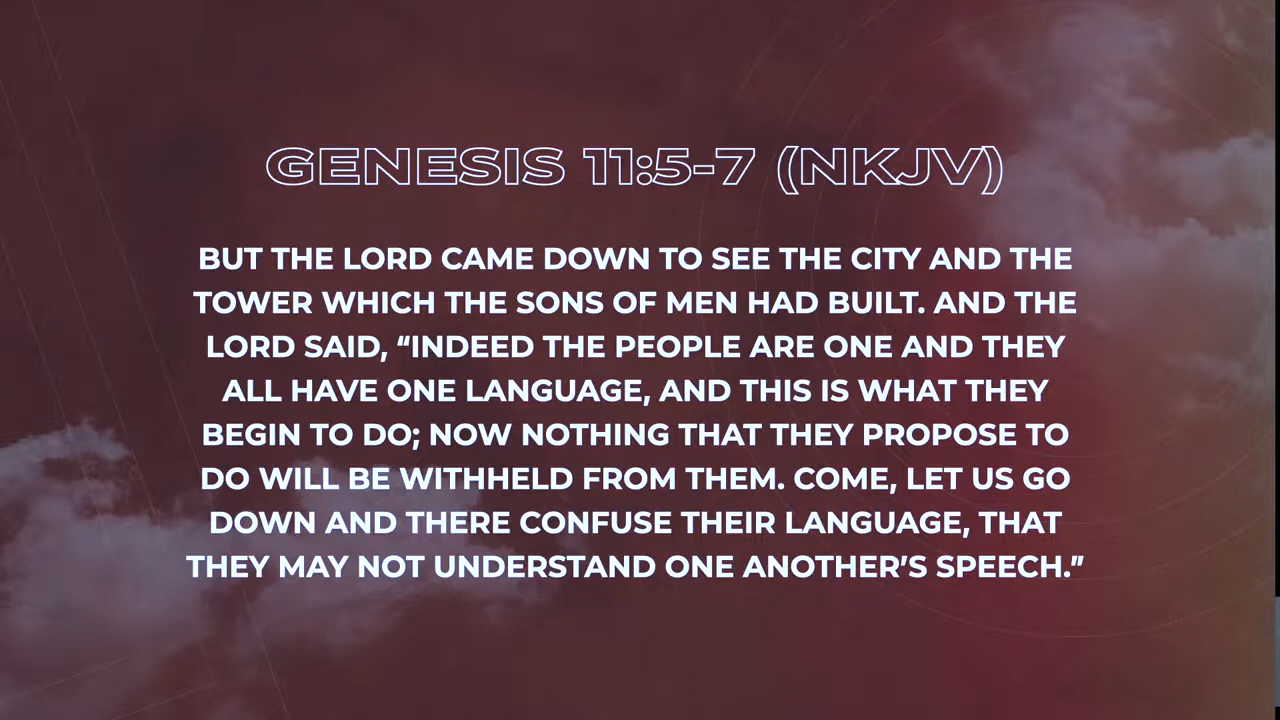 GENESIS 11:5-7 (NKJV)
BUT THE LORD CAME DOWN TO SEE THE CITY AND THE
TOWER WHICH THE SONS OF MEN HAD BUILT. AND THE
LORD SAID, “INDEED THE PEOPLE ARE ONE AND THEY
ALL HAVE ONE LANGUAGE, AND THIS IS WHAT THEY
BEGIN TO DO; NOW NOTHING THAT THEY PROPOSE TO
DO WILL BE WITHHELD FROM THEM. COME, LET US GO
DOWN AND THERE CONFUSE THEIR LANGUAGE, THAT
THEY MAY NOT UNDERSTAND ONE ANOTHER’S SPEECH.”